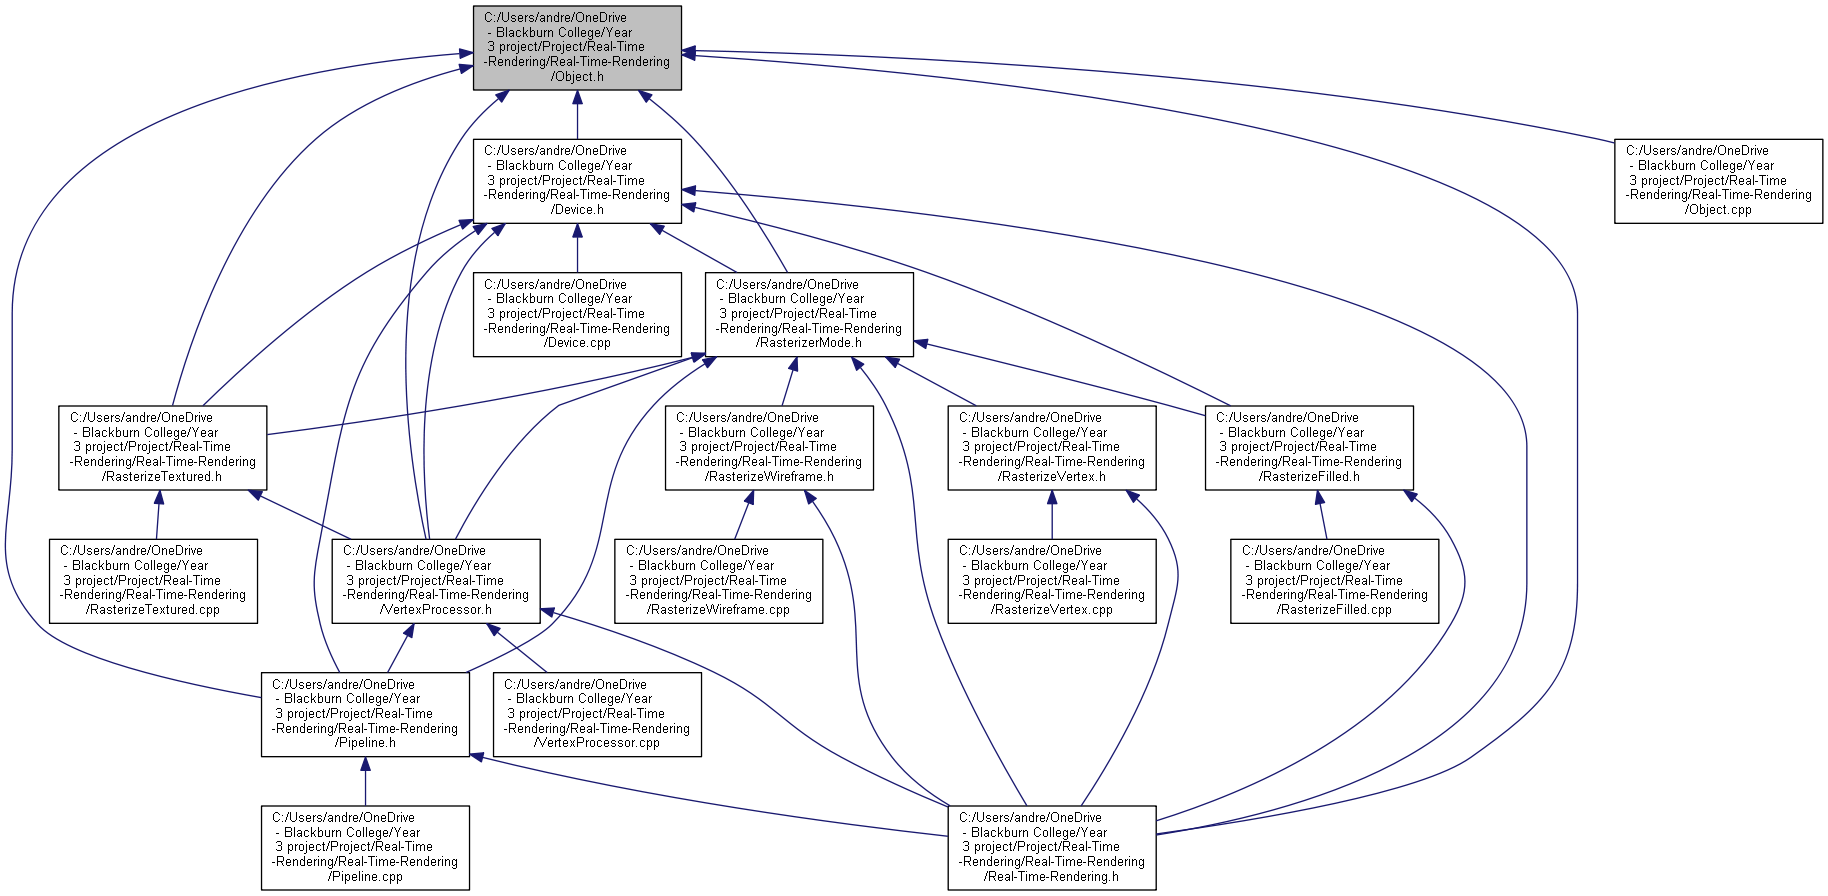 C:/Users/andre/OneDrive
- Blackburn College/Year
3 project/Project/Real-Time
-Rendering/Real-Time-Rendering
/Object.h
C:/Users/andre/OneDrive
- Blackburn College/Year
3 project/Project/Real-Time
-Rendering/Real-Time-Rendering
/Device.h
C:/Users/andre/OneDrive
- Blackburn College/Year
3 project/Project/Real-Time
-Rendering/Real-Time-Rendering
/Object.cpp
C:/Users/andre/OneDrive
- Blackburn College/Year
3 project/Project/Real-Time
-Rendering/Real-Time-Rendering
/Device.cpp
C:/Users/andre/OneDrive
- Blackburn College/Year
3 project/Project/Real-Time
-Rendering/Real-Time-Rendering
/RasterizerMode.h
C:/Users/andre/OneDrive
- Blackburn College/Year
3 project/Project/Real-Time
-Rendering/Real-Time-Rendering
/RasterizeTextured.h
C:/Users/andre/OneDrive
- Blackburn College/Year
3 project/Project/Real-Time
-Rendering/Real-Time-Rendering
/RasterizeWireframe.h
C:/Users/andre/OneDrive
- Blackburn College/Year
3 project/Project/Real-Time
-Rendering/Real-Time-Rendering
/RasterizeVertex.h
C:/Users/andre/OneDrive
- Blackburn College/Year
3 project/Project/Real-Time
-Rendering/Real-Time-Rendering
/RasterizeFilled.h
C:/Users/andre/OneDrive
- Blackburn College/Year
3 project/Project/Real-Time
-Rendering/Real-Time-Rendering
/RasterizeTextured.cpp
C:/Users/andre/OneDrive
- Blackburn College/Year
3 project/Project/Real-Time
-Rendering/Real-Time-Rendering
/VertexProcessor.h
C:/Users/andre/OneDrive
- Blackburn College/Year
3 project/Project/Real-Time
-Rendering/Real-Time-Rendering
/RasterizeWireframe.cpp
C:/Users/andre/OneDrive
- Blackburn College/Year
3 project/Project/Real-Time
-Rendering/Real-Time-Rendering
/RasterizeVertex.cpp
C:/Users/andre/OneDrive
- Blackburn College/Year
3 project/Project/Real-Time
-Rendering/Real-Time-Rendering
/RasterizeFilled.cpp
C:/Users/andre/OneDrive
- Blackburn College/Year
3 project/Project/Real-Time
-Rendering/Real-Time-Rendering
/Pipeline.h
C:/Users/andre/OneDrive
- Blackburn College/Year
3 project/Project/Real-Time
-Rendering/Real-Time-Rendering
/VertexProcessor.cpp
C:/Users/andre/OneDrive
- Blackburn College/Year
3 project/Project/Real-Time
-Rendering/Real-Time-Rendering
/Pipeline.cpp
C:/Users/andre/OneDrive
- Blackburn College/Year
3 project/Project/Real-Time
-Rendering/Real-Time-Rendering
/Real-Time-Rendering.h